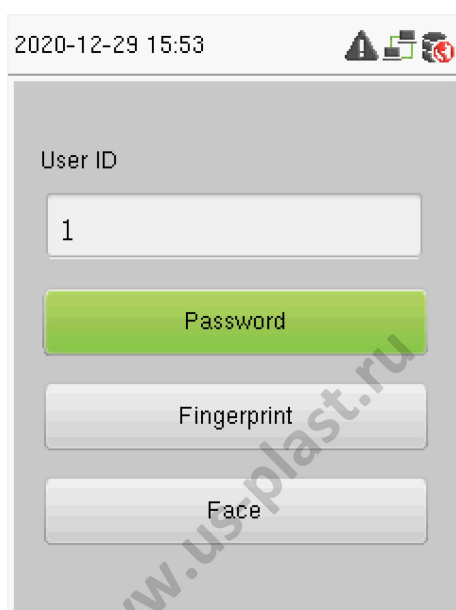 2020-12-29 15:53
User ID
1
Password
Fingerprint
Face
www.us-plast.ru